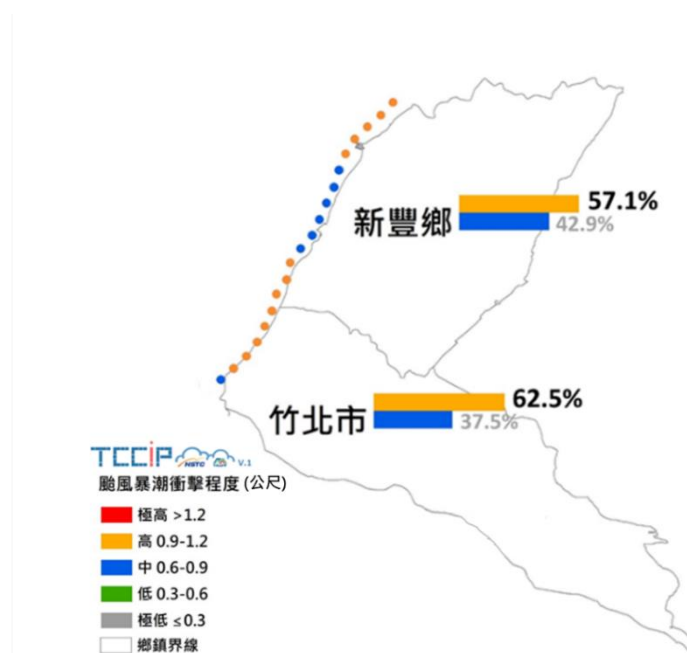 57.1%
新豐鄉
42.9%
62.5%
竹北市
37.5%
TCCiP NSTC V.1
颱風暴潮衝擊程度 (公尺)
極高 >1.2
高 0.9-1.2
中 0.6-0.9
低 0.3-0.6
極低 ≤0.3
鄉鎮界線